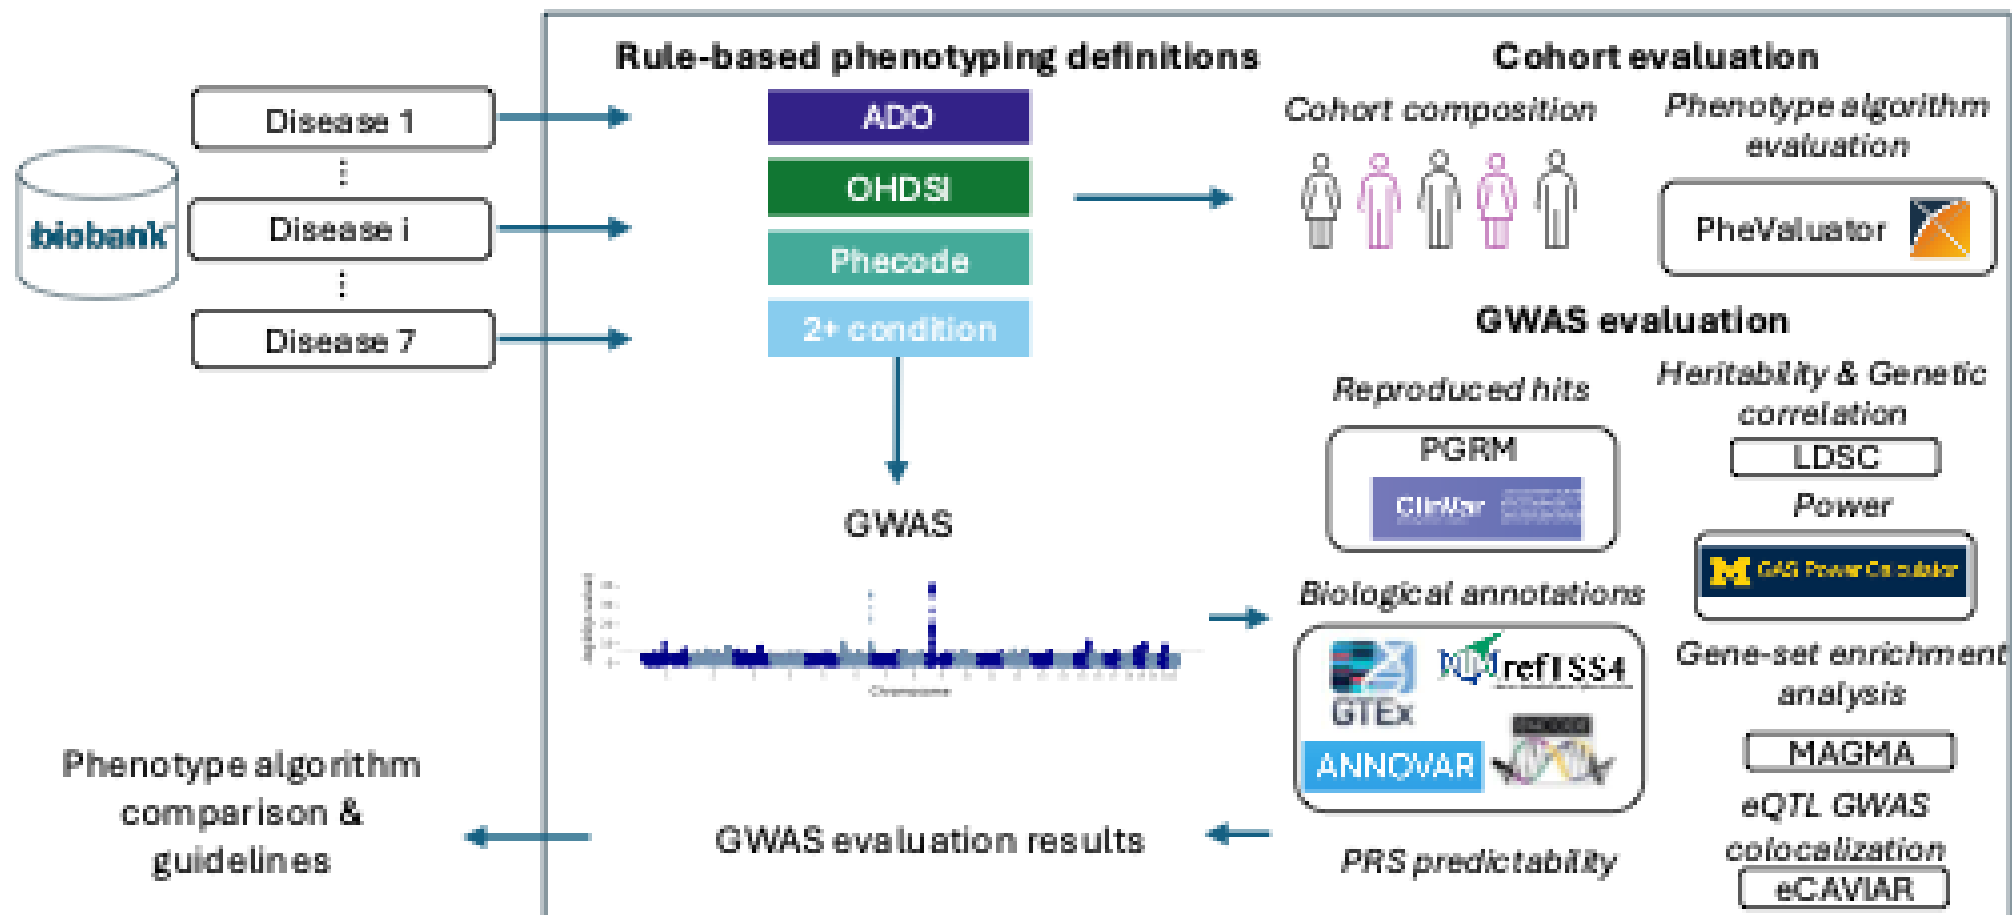 Rule-based phenotyping definitions
Cohort evaluation
Disease 1
Disease i
Disease 7
biobank
ADO
OHDSI
Phecode
2+ condition
Cohort composition
Phenotype algorithm
evaluation
PheValuator
GWAS evaluation
Reproduced hits
PGRM
ClinVar
Heritability & Genetic
correlation
LDSC
Power
GAS Power Calculator
GWAS
Chromosome
Biological annotations
GTEx
refTSS4
ANNOVAR
ENCODE
Gene-set enrichment
analysis
MAGMA
eQTL GWAS
colocalization
eCAVIAR
PRS predictability
GWAS evaluation results
Phenotype algorithm
comparison &
guidelines